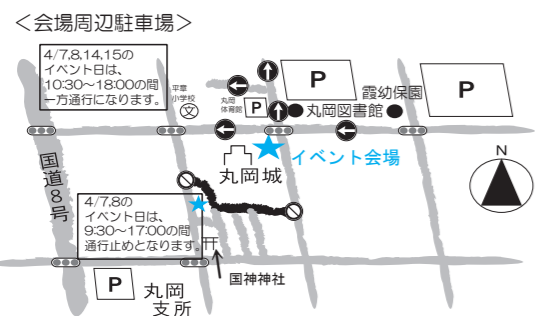 ＜会場周辺駐車場＞
4/7,8,14,15の
イベント日は、
10:30～18:00の間
一方通行になります。
平章
小学校
文
丸岡
体育館
P
P
霞幼保園
P
丸岡図書館
イベント会場
丸岡城
N
国道8号
4/7,8の
イベント日は、
9:30～17:00の間
通行止めとなります。
国神神社
P
丸岡
支所